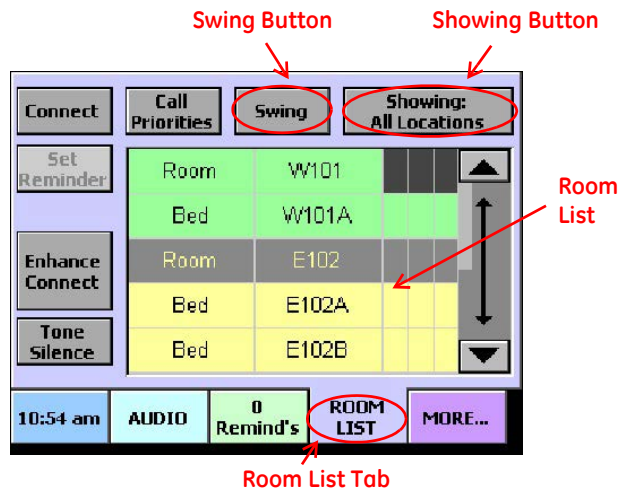 Swing Button
Showing Button
Connect
Call
Priorities
Swing
Showing:
All Locations
Set
Reminder
Room W101
Bed W101A
Room
List
Enhance
Connect
Room E102
Bed E102A
Tone
Silence
Bed E102B
10:54 am
AUDIO
0
Remind's
ROOM
LIST
MORE...
Room List Tab